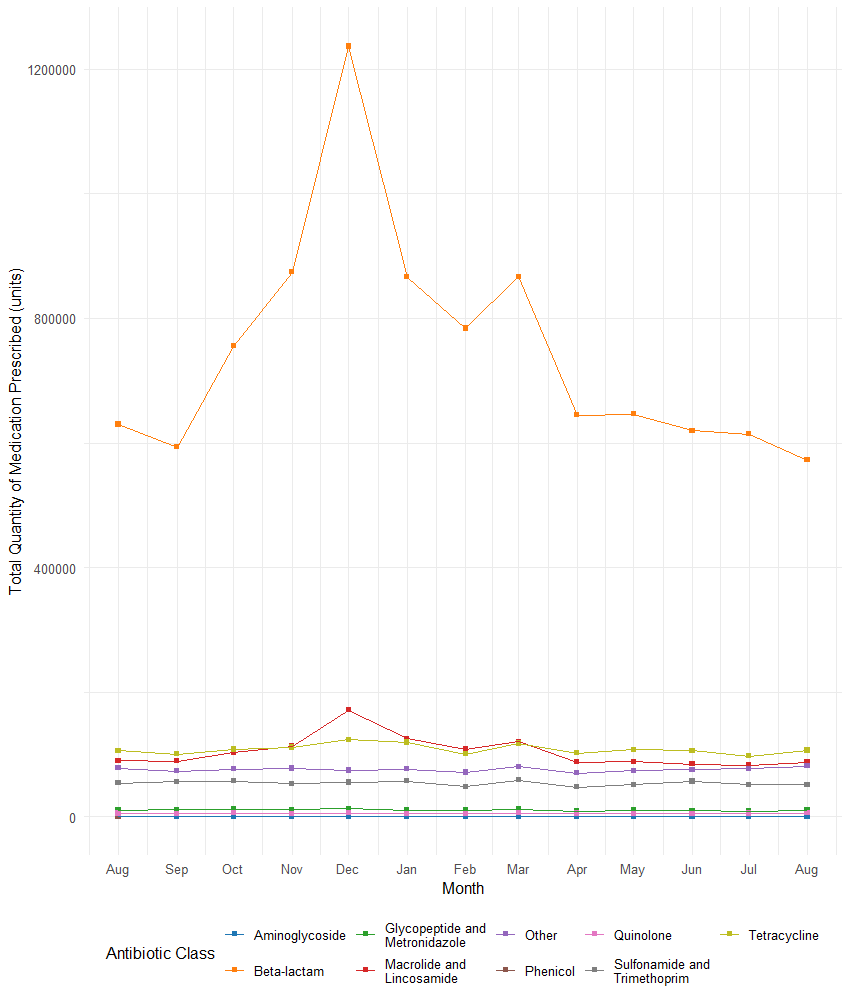 Total Quantity of Medication Prescribed (units)
1200000
800000
400000
0
Aug Sep Oct Nov Dec Jan Feb Mar Apr May Jun Jul Aug
Month
Antibiotic Class
Aminoglycoside
Beta-lactam
Glycopeptide and
Metronidazole
Macrolide and
Lincosamide
Other
Phenicol
Quinolone
Sulfonamide and
Trimethoprim
Tetracycline